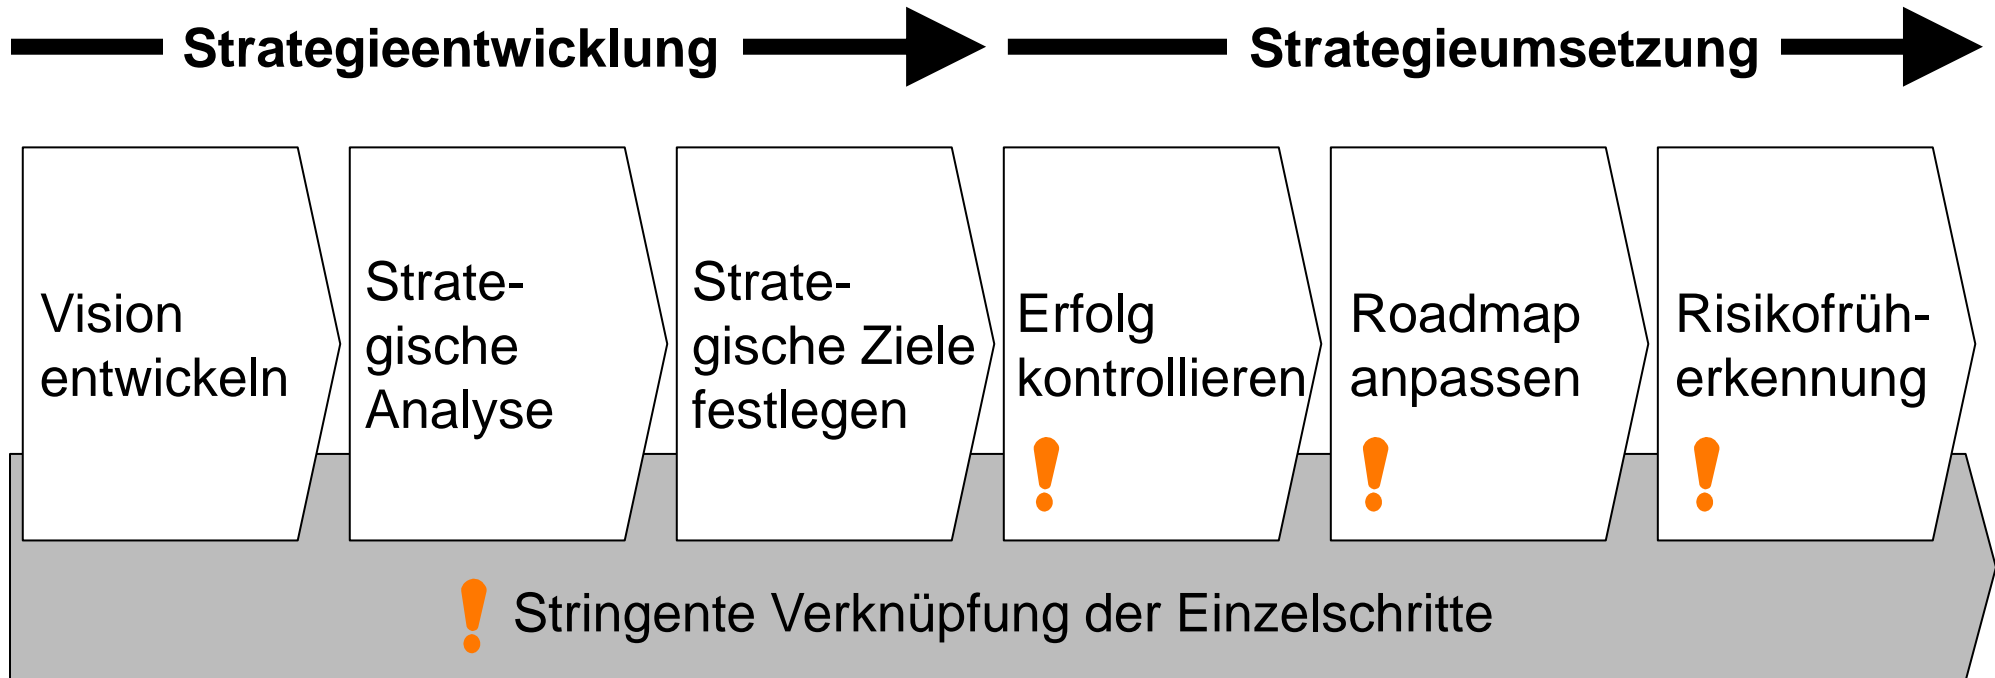 Strategieentwicklung
Strategieumsetzung
Vision
entwickeln
Strate-
gische
Analyse
Strate-
gische Ziele
festlegen
Erfolg
kontrollieren
!
Roadmap
anpassen
!
Risikofrüh-
erkennung
!
! Stringente Verknüpfung der Einzelschritte